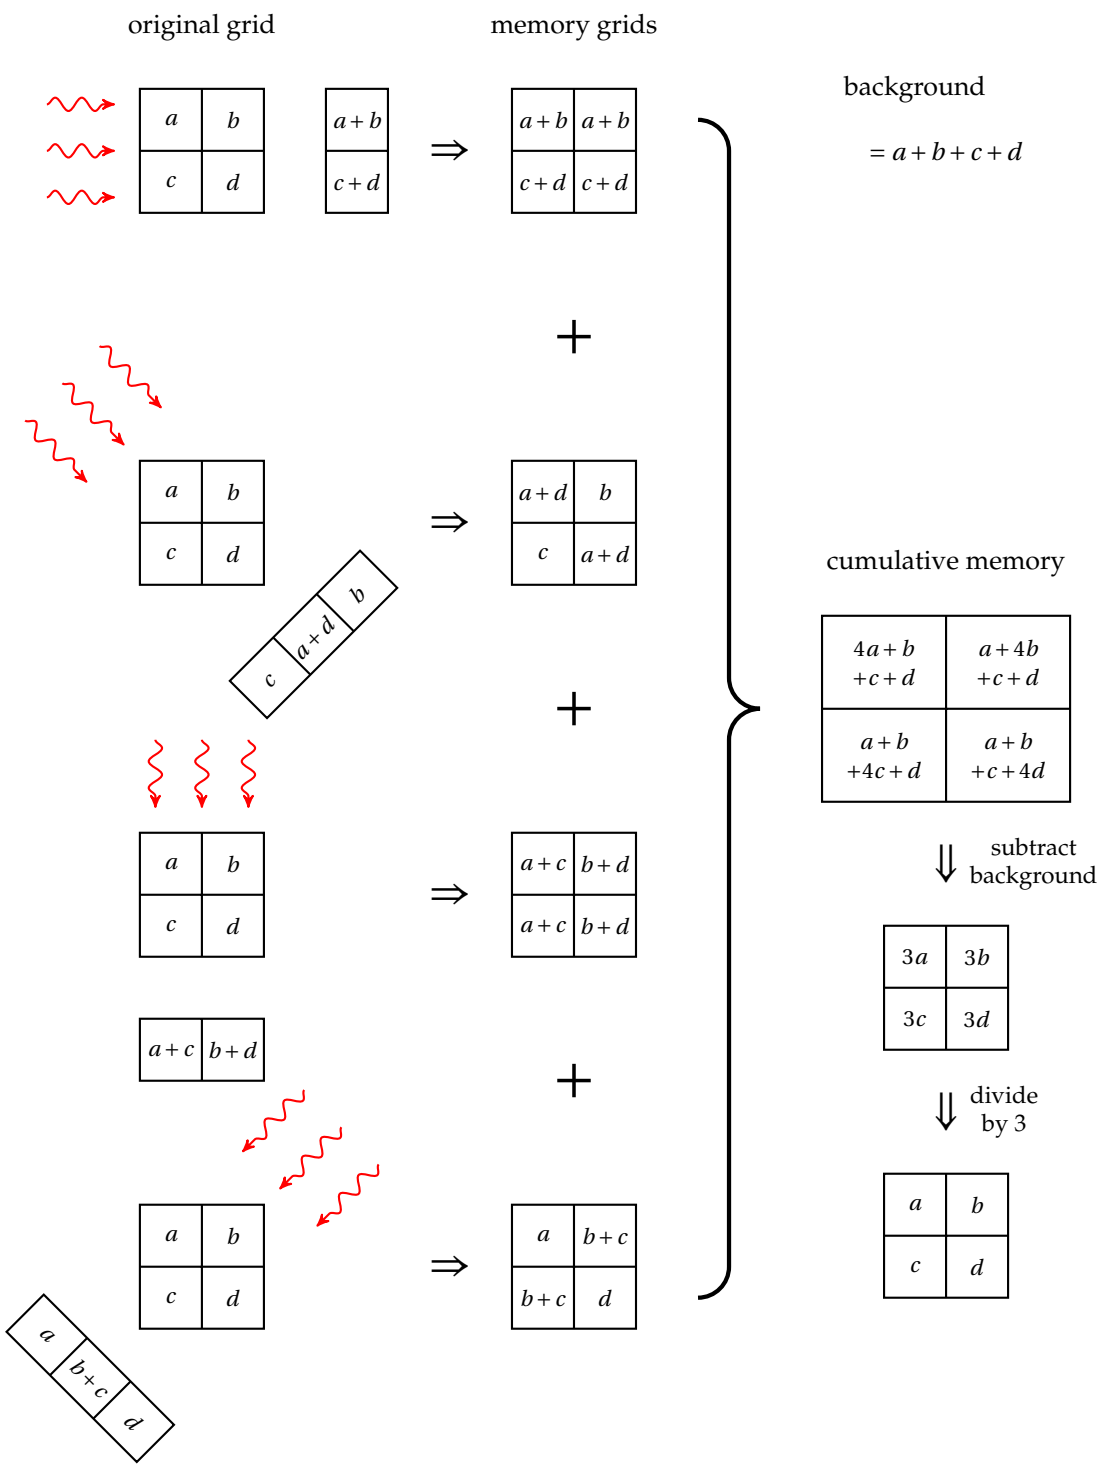 original grid
memory grids
background
= a + b + c + d
a b
c d
a + b
c + d
⇒
a + b a + b
c + d c + d
+
a b
c d
c a + d b
⇒
a + d b
c a + d
+
a b
c d
a + c b + d
⇒
a + c b + d
a + c b + d
+
a b
c d
a b + c d
⇒
a b + c
b + c d
cumulative memory
4a + b
+c + d
a + 4b
+c + d
a + b
+4c + d
a + b
+c + 4d
⇓
subtract
background
3a 3b
3c 3d
⇓
divide
by 3
a b
c d